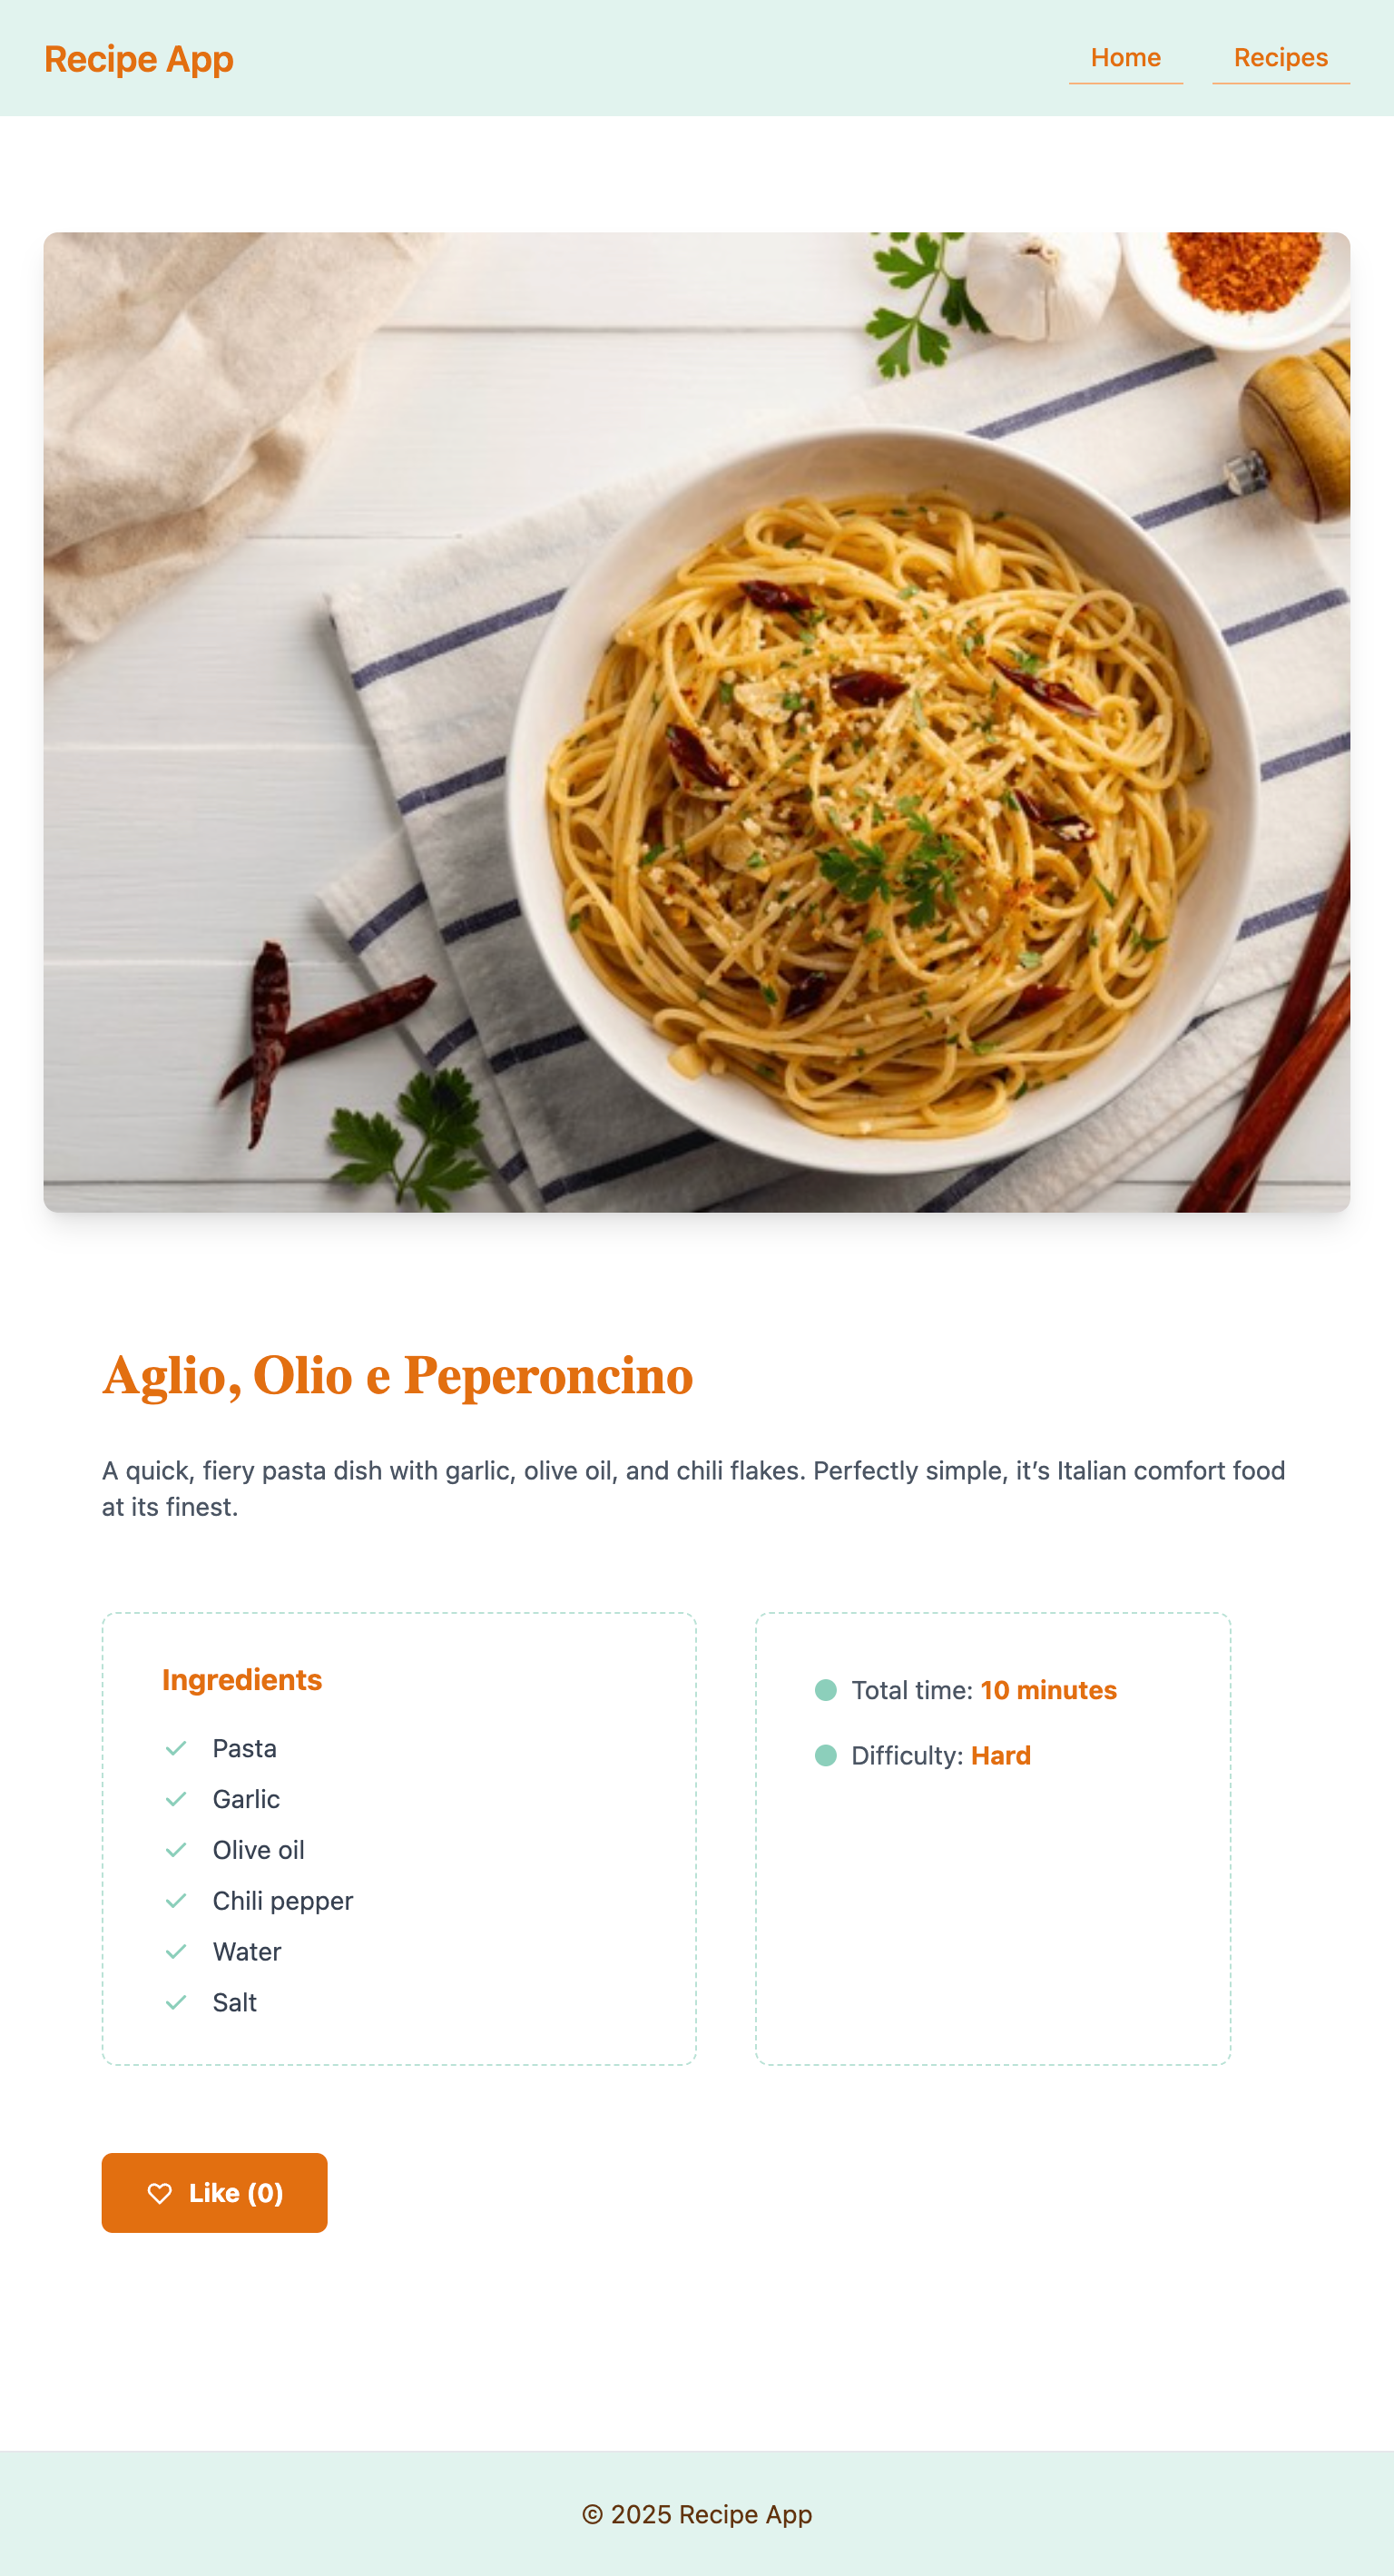 Recipe App
Home
Recipes
Aglio, Olio e Peperoncino
A quick, fiery pasta dish with garlic, olive oil, and chili flakes. Perfectly simple, it’s Italian comfort food
at its finest.
Ingredients
Pasta
Garlic
Olive oil
Chili pepper
Water
Salt
Total time: 10 minutes
Difficulty: Hard
Like (0)
© 2025 Recipe App